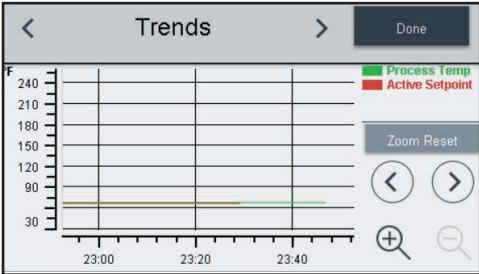 Trends
Done
°F
Process Temp
Active Setpoint
240
210
180
150
120
90
30
Zoom Reset
23:00 23:20 23:40